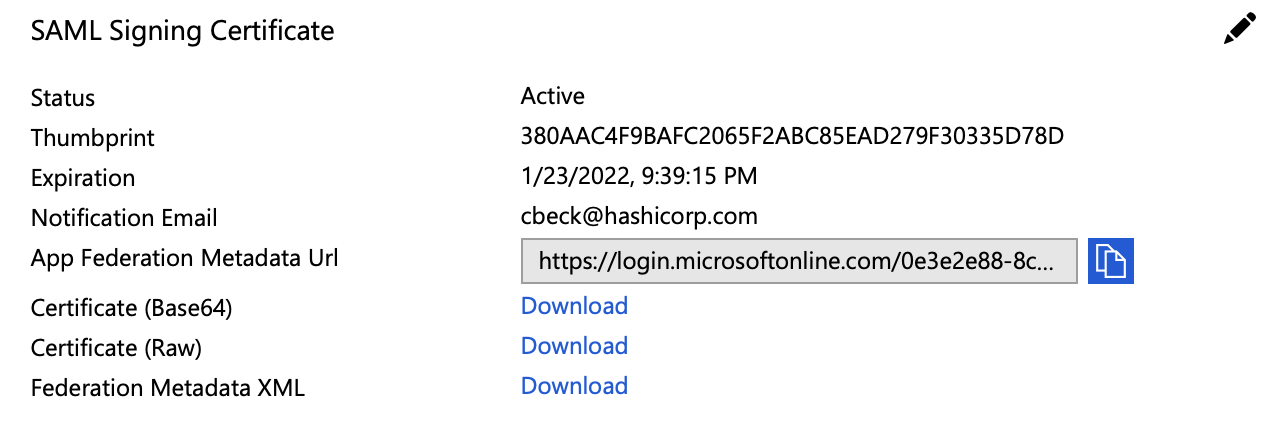 SAML Signing Certificate
Status Active
Thumbprint 380AAC4F9BAFC2065F2ABC85EAD279F30335D78D
Expiration 1/23/2022, 9:39:15 PM
Notification Email cbeck@hashicorp.com
App Federation Metadata Url https://login.microsoftonline.com/0e3e2e88-8c...
Certificate (Base64) Download
Certificate (Raw) Download
Federation Metadata XML Download